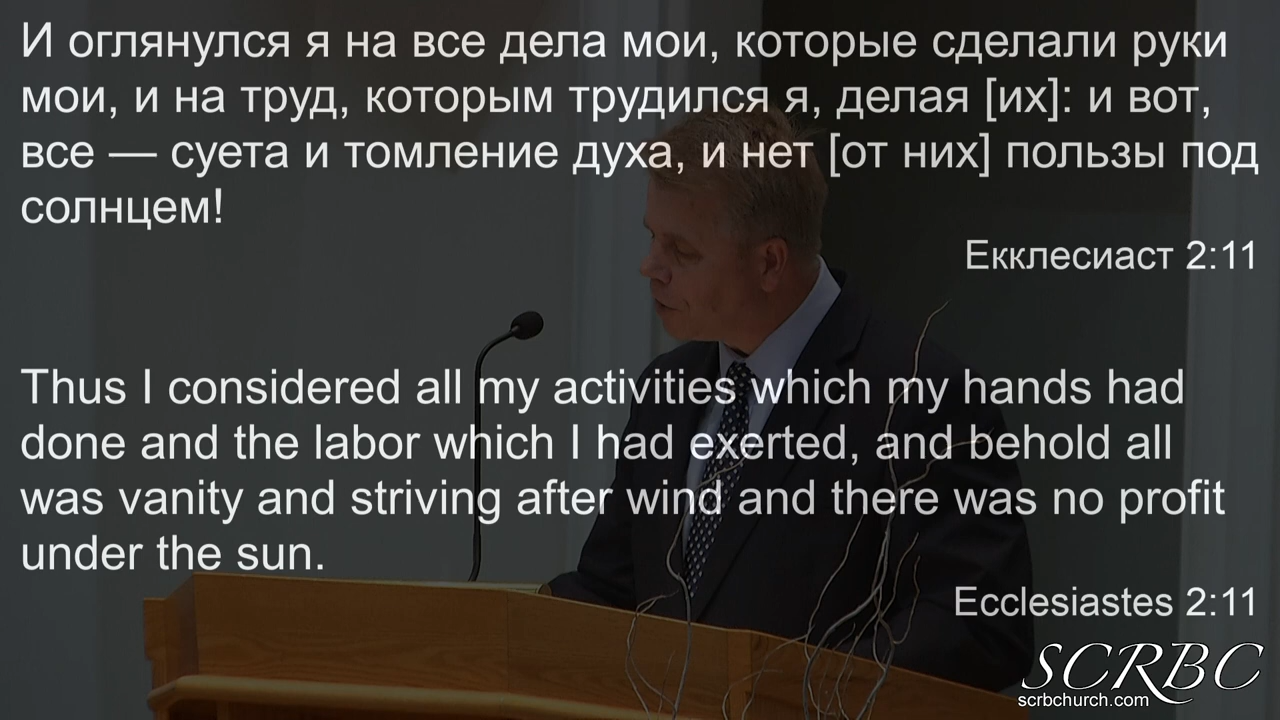 И оглянулся я на все дела мои, которые сделали руки
мои, и на труд, которым трудился я, делая [их]: и вот,
все — суета и томление духа, и нет [от них] пользы под
солнцем!
Екклесиаст 2:11
Thus I considered all my activities which my hands had
done and the labor which I had exerted, and behold all
was vanity and striving after wind and there was no profit
under the sun.
Ecclesiastes 2:11
SCRBC
scrbchurch.com